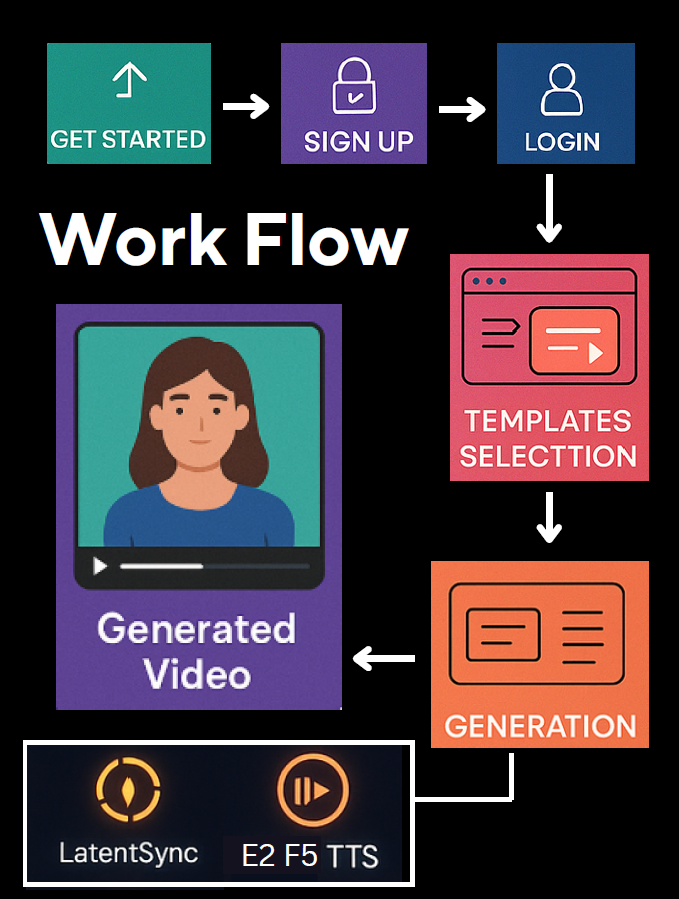 GET STARTED
SIGN UP
LOGIN
Work Flow
TEMPLATES
SELECTTION
Generated
Video
GENERATION
LatentSync
E2 F5 TTS